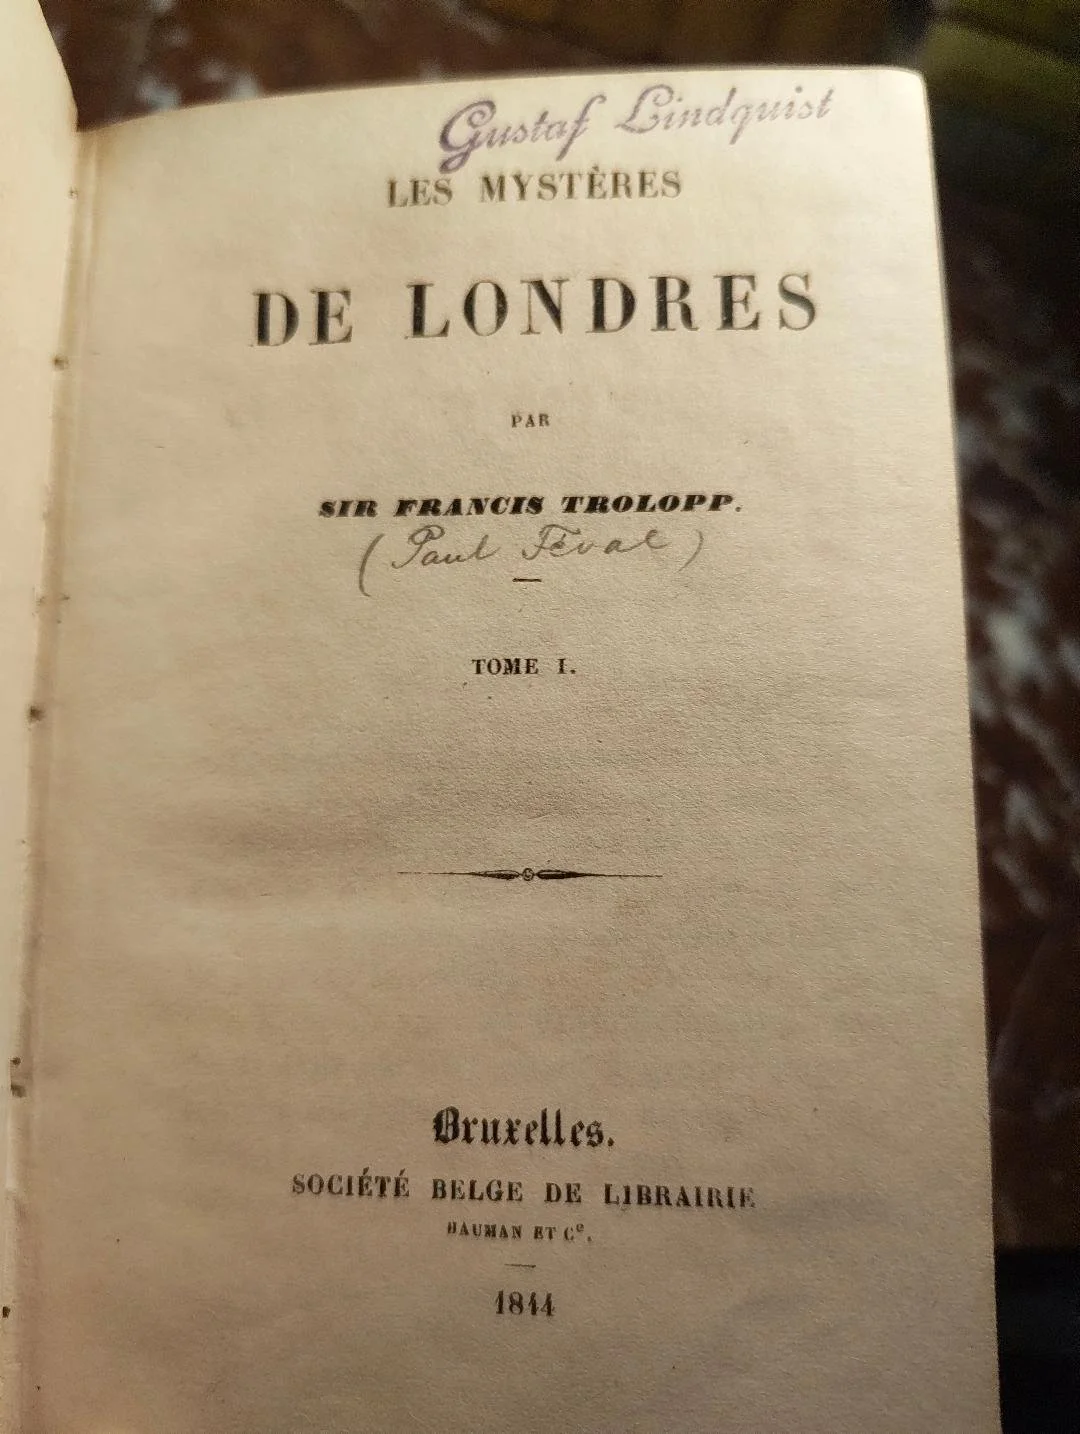 Gustaf Lindquist
LES MYSTÈRES
DE LONDRES
PAR
SIR FRANCIS TROLOPP.
(Paul Féval)
TOME I.
Bruxelles.
SOCIÉTÉ BELGE DE LIBRAIRIE
HAUMAN ET Cᵉ.
1844